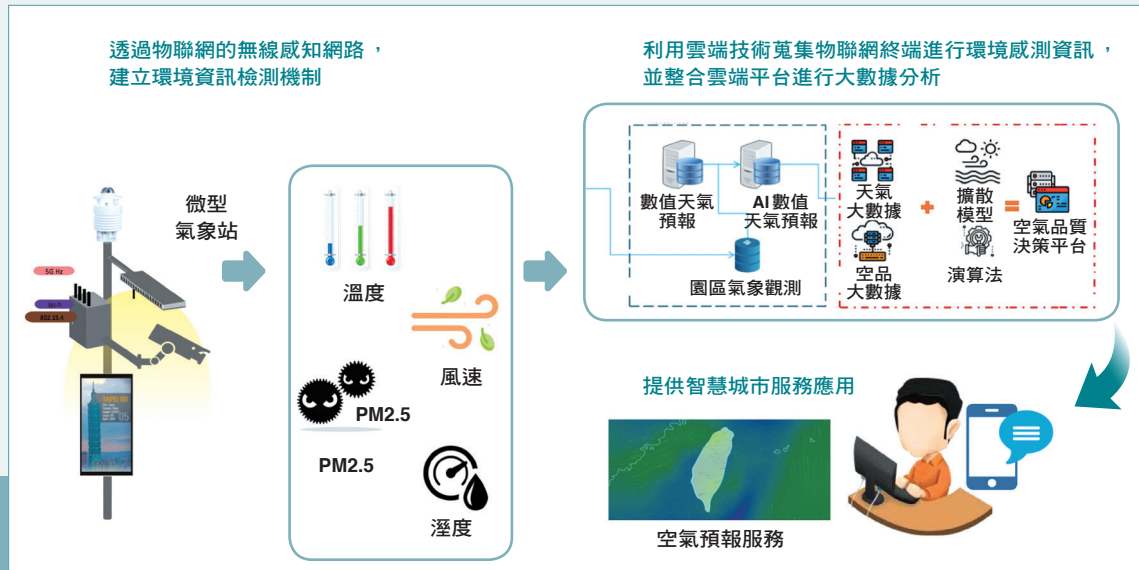 透過物聯網的無線感知網路，
建立環境資訊檢測機制
利用雲端技術蒐集物聯網終端進行環境感測資訊，
並整合雲端平台進行大數據分析
微型
氣象站
5G Hz
Wi-Fi
802.15.4
TAIPEI 101
05
溫度
風速
PM2.5
PM2.5
溼度
數值天氣
預報
AI數值
天氣預報
園區氣象觀測
天氣
大數據
空品
大數據
+
擴散
模型
演算法
=
空氣品質
決策平台
提供智慧城市服務應用
空氣預報服務